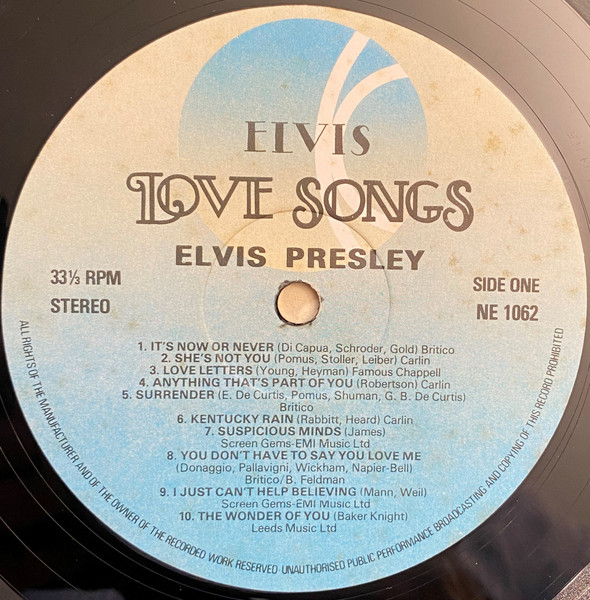 ELVIS
LOVE SONGS
ELVIS PRESLEY
33⅓ RPM
STEREO
SIDE ONE
NE 1062
1. IT'S NOW OR NEVER (Di Capua, Schroder, Gold) Britico
2. SHE'S NOT YOU (Pomus, Stoller, Leiber) Carlin
3. LOVE LETTERS (Young, Heyman) Famous Chappell
4. ANYTHING THAT'S PART OF YOU (Robertson) Carlin
5. SURRENDER (E. De Curtis, Pomus, Shuman, G. B. De Curtis)
Britico
6. KENTUCKY RAIN (Rabbitt, Heard) Carlin
7. SUSPICIOUS MINDS (James)
Screen Gems-EMI Music Ltd
8. YOU DON'T HAVE TO SAY YOU LOVE ME
(Donaggio, Pallavigni, Wickham, Napier-Bell)
Britico/B. Feldman
9. I JUST CAN'T HELP BELIEVING (Mann, Weil)
Screen Gems-EMI Music Ltd
10. THE WONDER OF YOU (Baker Knight)
Leeds Music Ltd
ALL RIGHTS OF THE MANUFACTURER AND OF THE OWNER OF THE RECORDED WORK RESERVED · UNAUTHORISED PUBLIC PERFORMANCE BROADCASTING AND COPYING OF THIS RECORD PROHIBITED